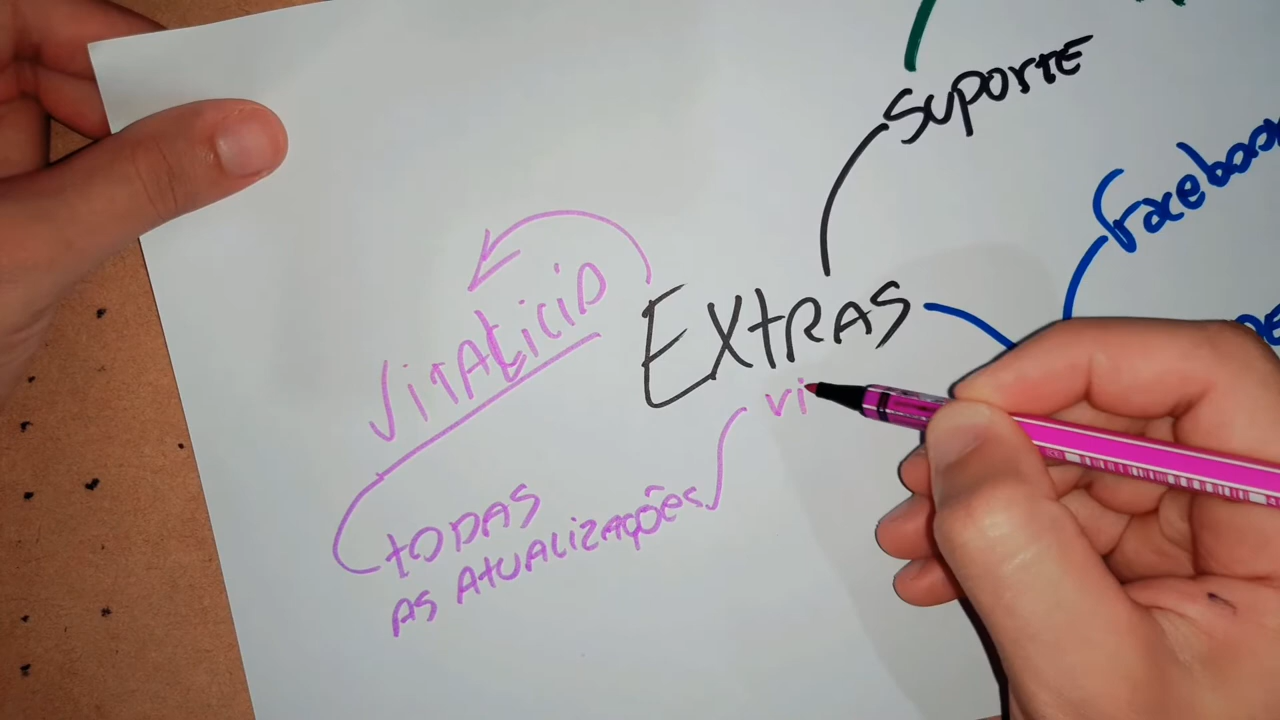 SUPORTE
Facebook
EXTRAS
VITALÍCIO
vi
TODAS
AS ATUALIZAÇÕES